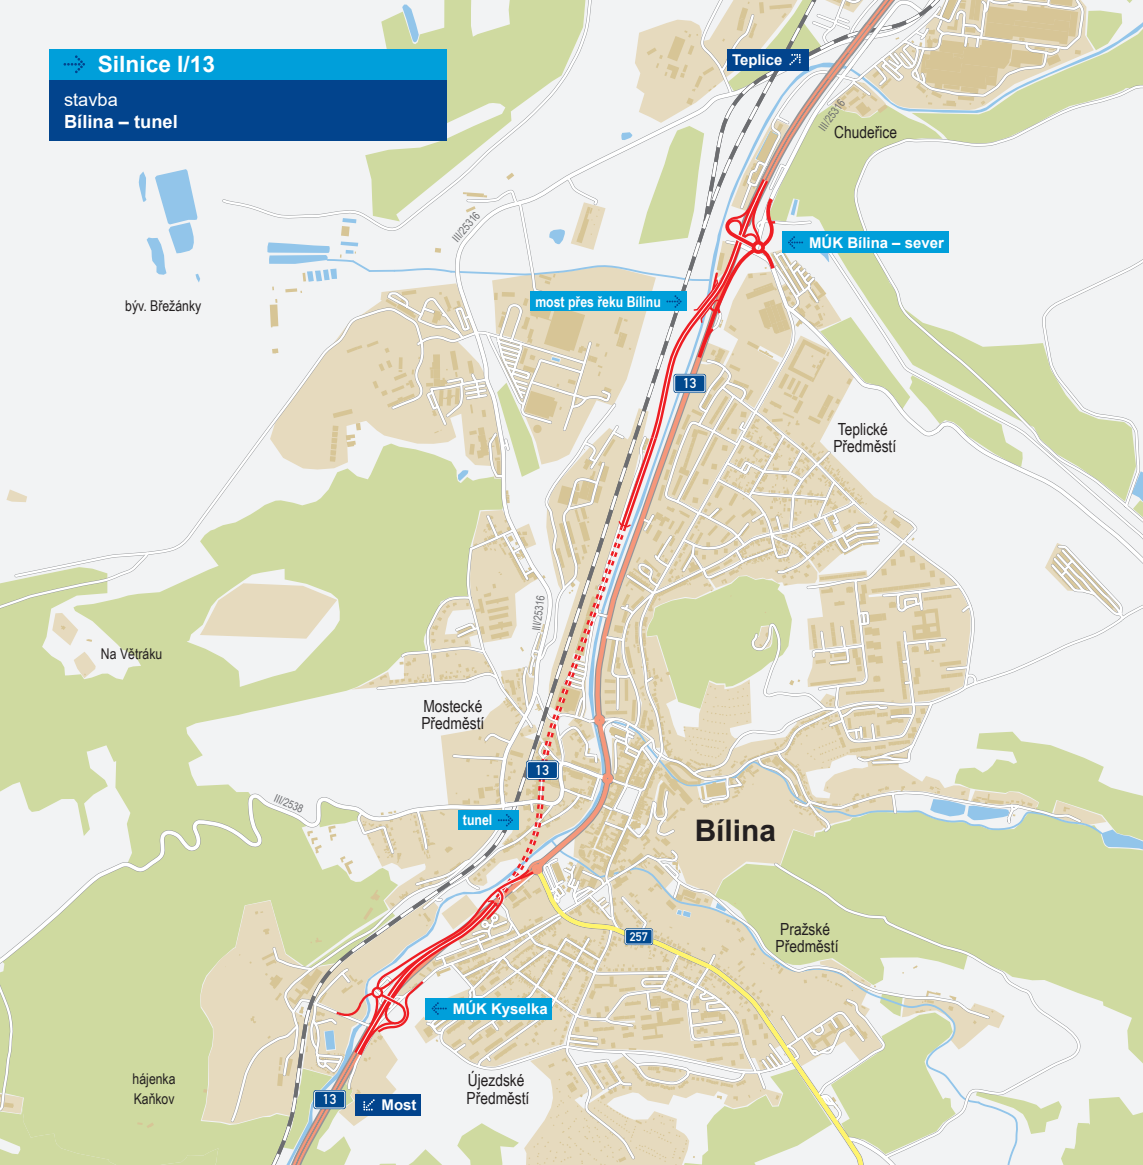 Silnice I/13
stavba
Bílina – tunel
Teplice
III/25316
Chudeřice
III/25316
MÚK Bílina – sever
most přes řeku Bílinu
býv. Břežánky
13
Teplické
Předměstí
III/25316
Na Větráku
Mostecké
Předměstí
13
III/2538
tunel
Bílina
257
Pražské
Předměstí
MÚK Kyselka
hájenka
Kaňkov
Újezdské
Předměstí
13
Most